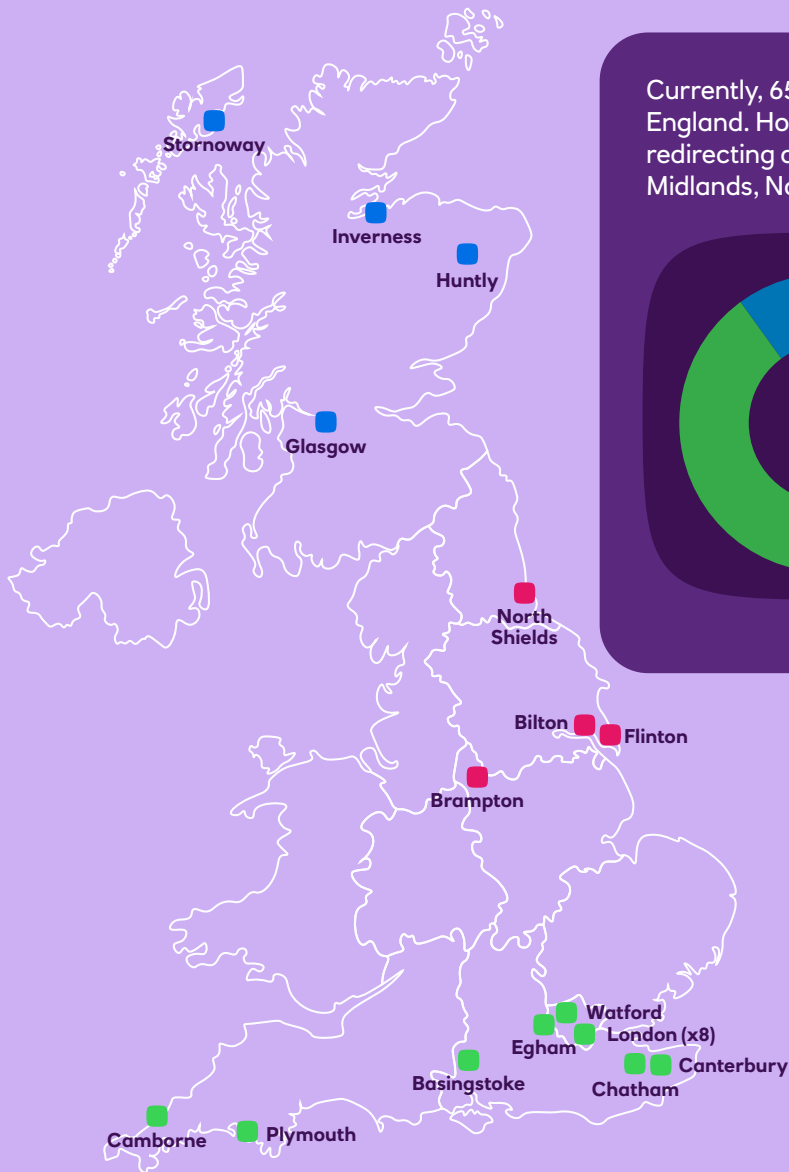 Currently, 65
England. Ho
redirecting
Midlands, No
Stornoway
Inverness
Huntly
Glasgow
North
Shields
Bilton
Flinton
Brampton
Watford
London (x8)
Egham
Canterbury
Basingstoke
Chatham
Camborne
Plymouth